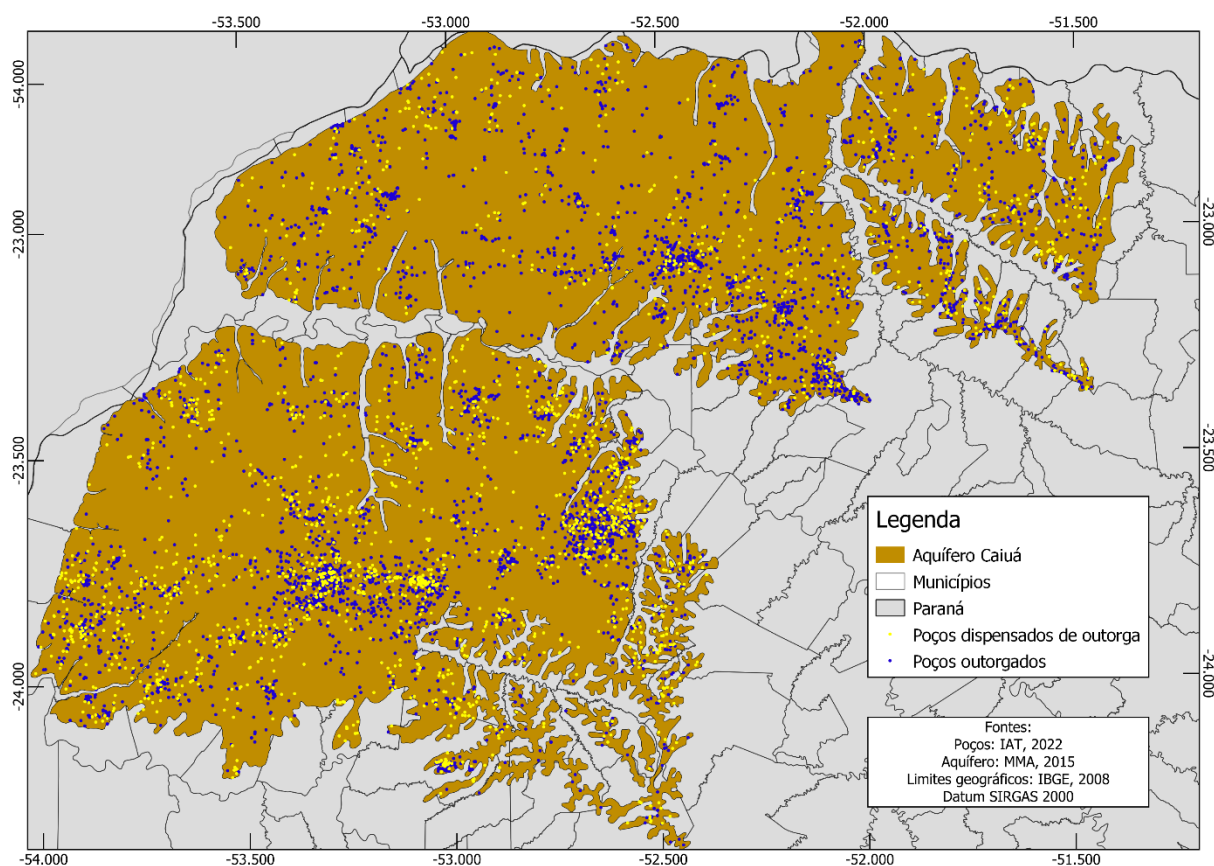 -53.500 -53.000 -52.500 -52.000 -51.500
-54.000
-23.000 -23.000
-23.500 -23.500
Legenda
Aquífero Caiuá
Municípios
Paraná
Poços dispensados de outorga
Poços outorgados
-24.000 -24.000
Fontes:
Poços: IAT, 2022
Aquífero: MMA, 2015
Limites geográficos: IBGE, 2008
Datum SIRGAS 2000
-54.000 -53.500 -53.000 -52.500 -52.000 -51.500